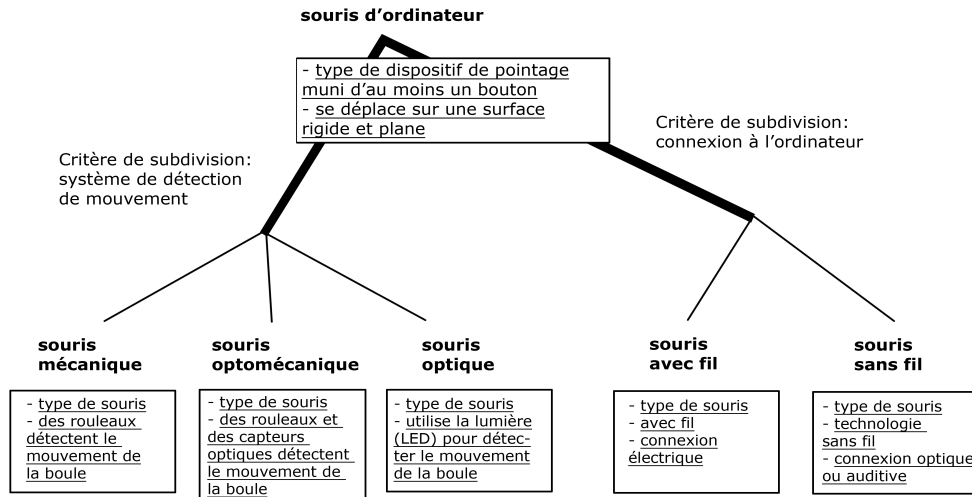 souris d’ordinateur
- type de dispositif de pointage
muni d’au moins un bouton
- se déplace sur une surface
rigide et plane
Critère de subdivision:
système de détection
de mouvement
Critère de subdivision:
connexion à l’ordinateur
souris
mécanique
- type de souris
- des rouleaux
détectent le
mouvement de
la boule
souris
optomécanique
- type de souris
- des rouleaux et
des capteurs
optiques détectent
le mouvement de
la boule
souris
optique
- type de souris
- utilise la lumière
(LED) pour détec-
ter le mouvement
de la boule
souris
avec fil
- type de souris
- avec fil
- connexion
électrique
souris
sans fil
- type de souris
- technologie
sans fil
- connexion optique
ou auditive